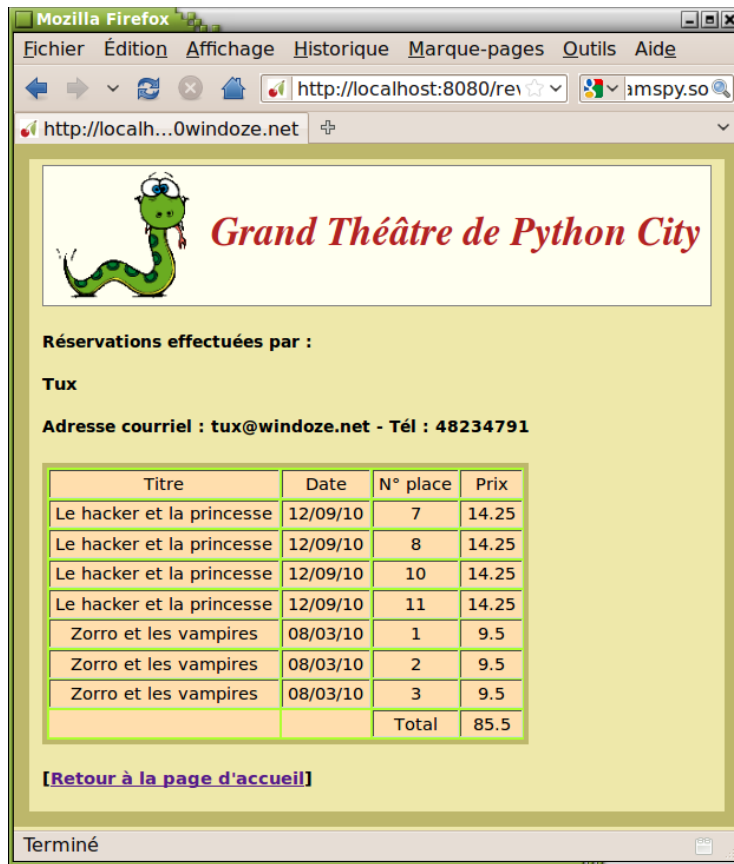 Mozilla Firefox
Fichier Édition Affichage Historique Marque-pages Outils Aide
http://localhost:8080/rev amspy.so
http://localh...0windoze.net
Grand Théâtre de Python City
Réservations effectuées par :
Tux
Adresse courriel : tux@windoze.net - Tél : 48234791
Titre Date N° place Prix
Le hacker et la princesse 12/09/10 7 14.25
Le hacker et la princesse 12/09/10 8 14.25
Le hacker et la princesse 12/09/10 10 14.25
Le hacker et la princesse 12/09/10 11 14.25
Zorro et les vampires 08/03/10 1 9.5
Zorro et les vampires 08/03/10 2 9.5
Zorro et les vampires 08/03/10 3 9.5
Total 85.5
[Retour à la page d'accueil]
Terminé